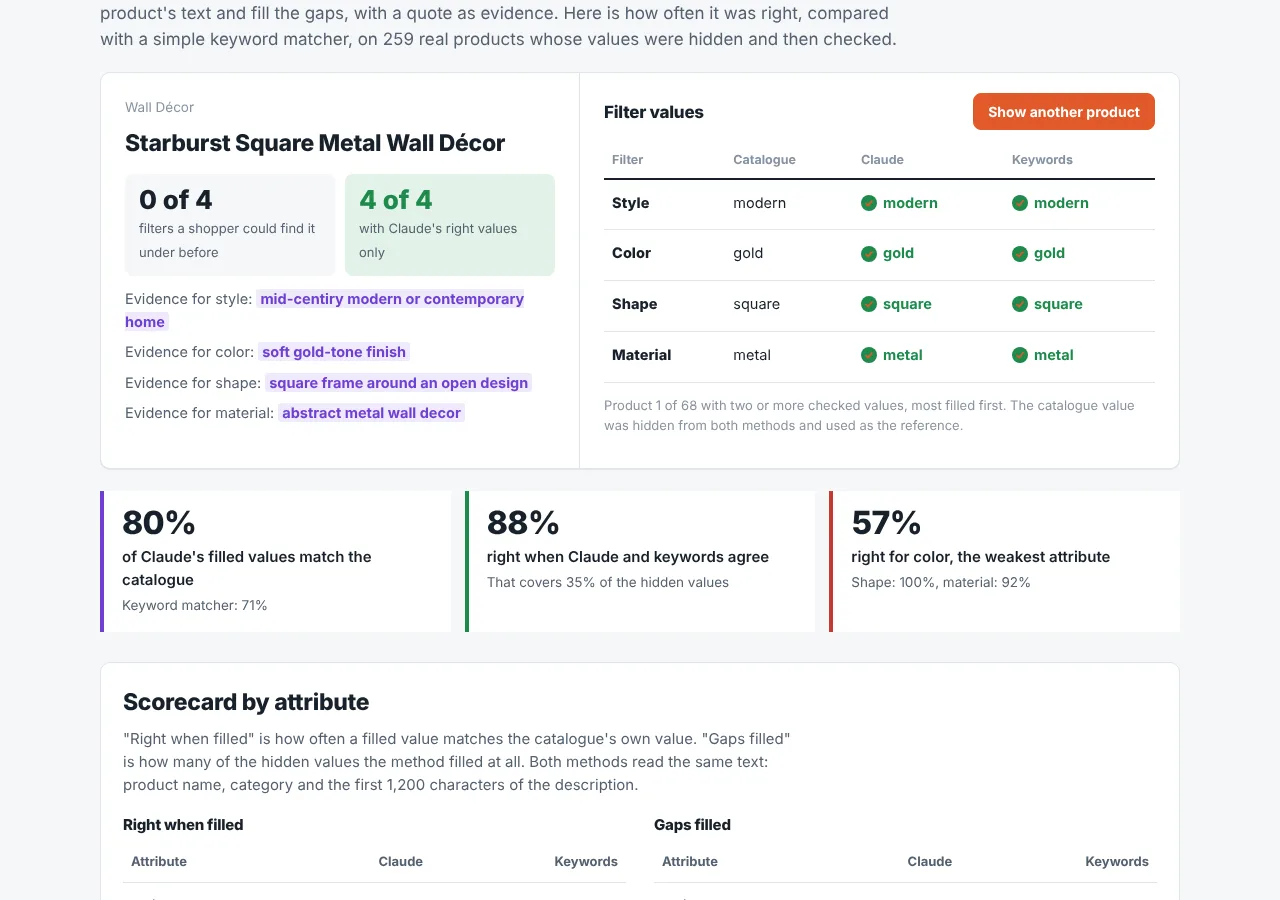 product's text and fill the gaps, with a quote as evidence. Here is how often it was right, compared
with a simple keyword matcher, on 259 real products whose values were hidden and then checked.
Wall Décor
Starburst Square Metal Wall Décor
0 of 4
filters a shopper could find it
under before
4 of 4
with Claude's right values
only
Evidence for style: mid-centiry modern or contemporary
home
Evidence for color: soft gold-tone finish
Evidence for shape: square frame around an open design
Evidence for material: abstract metal wall decor
Filter values
Show another product
Filter Catalogue Claude Keywords
Style modern modern modern
Color gold gold gold
Shape square square square
Material metal metal metal
Product 1 of 68 with two or more checked values, most filled first. The catalogue value
was hidden from both methods and used as the reference.
80%
of Claude's filled values match the
catalogue
Keyword matcher: 71%
88%
right when Claude and keywords agree
That covers 35% of the hidden values
57%
right for color, the weakest attribute
Shape: 100%, material: 92%
Scorecard by attribute
"Right when filled" is how often a filled value matches the catalogue's own value. "Gaps filled"
is how many of the hidden values the method filled at all. Both methods read the same text:
product name, category and the first 1,200 characters of the description.
Right when filled
Attribute Claude Keywords
Gaps filled
Attribute Claude Keywords